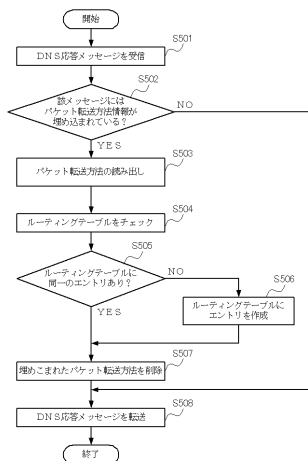 開始
S501
DNS応答メッセージを受信
S502
該メッセージには
パケット転送方法情報が
埋め込まれている?
NO
YES
S503
パケット転送方法の読み出し
S504
ルーティングテーブルをチェック
S505
ルーティングテーブルに
同一のエントリあり?
NO
S506
YES
ルーティングテーブルに
エントリを作成
S507
埋めこまれたパケット転送方法を削除
S508
DNS応答メッセージを転送
終了